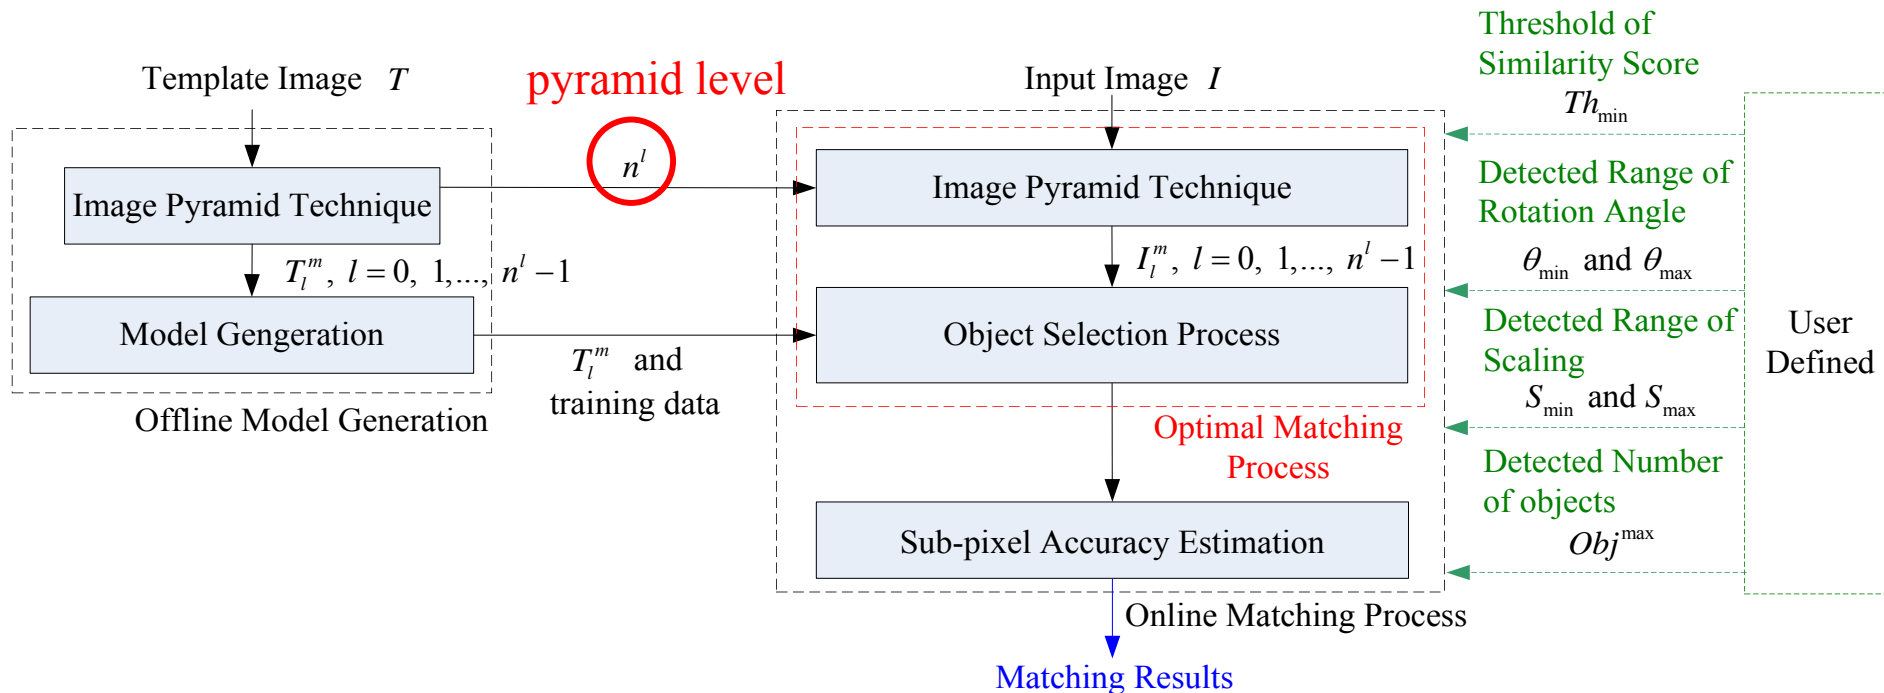 Template Image T
pyramid level
n^l
Image Pyramid Technique
T_l^m, l = 0, 1,..., n^l − 1
Model Gengeration
T_l^m and
training data
Offline Model Generation
Input Image I
Image Pyramid Technique
I_l^m, l = 0, 1,..., n^l − 1
Object Selection Process
Optimal Matching
Process
Sub-pixel Accuracy Estimation
Online Matching Process
Matching Results
Threshold of
Similarity Score
Th_min
Detected Range of
Rotation Angle
θ_min and θ_max
Detected Range of
Scaling
S_min and S_max
Detected Number
of objects
Obj^max
User
Defined